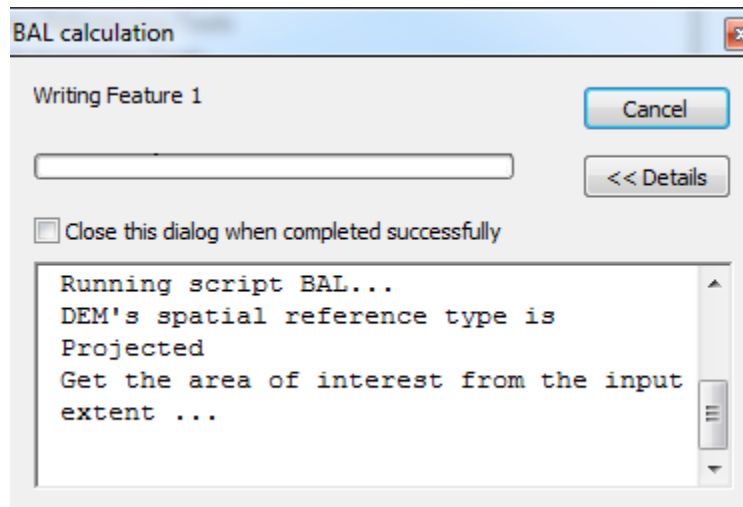 BAL calculation
Writing Feature 1
Cancel
<< Details
Close this dialog when completed successfully
Running script BAL...
DEM's spatial reference type is
Projected
Get the area of interest from the input
extent ...